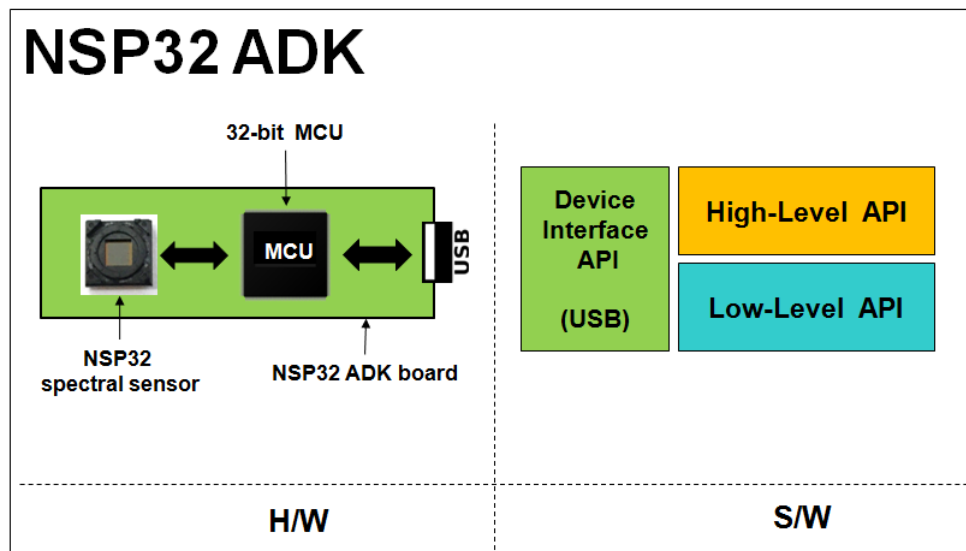 NSP32 ADK
32-bit MCU
MCU
USB
NSP32
spectral sensor
NSP32 ADK board
H/W
Device
Interface
API
(USB)
High-Level API
Low-Level API
S/W